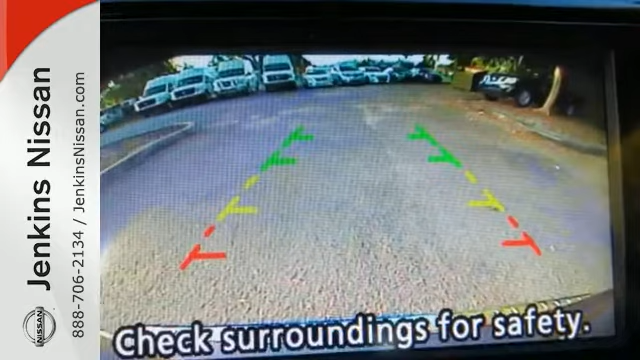 Jenkins Nissan
888-706-2134 / JenkinsNissan.com
NISSAN
Check surroundings for safety.